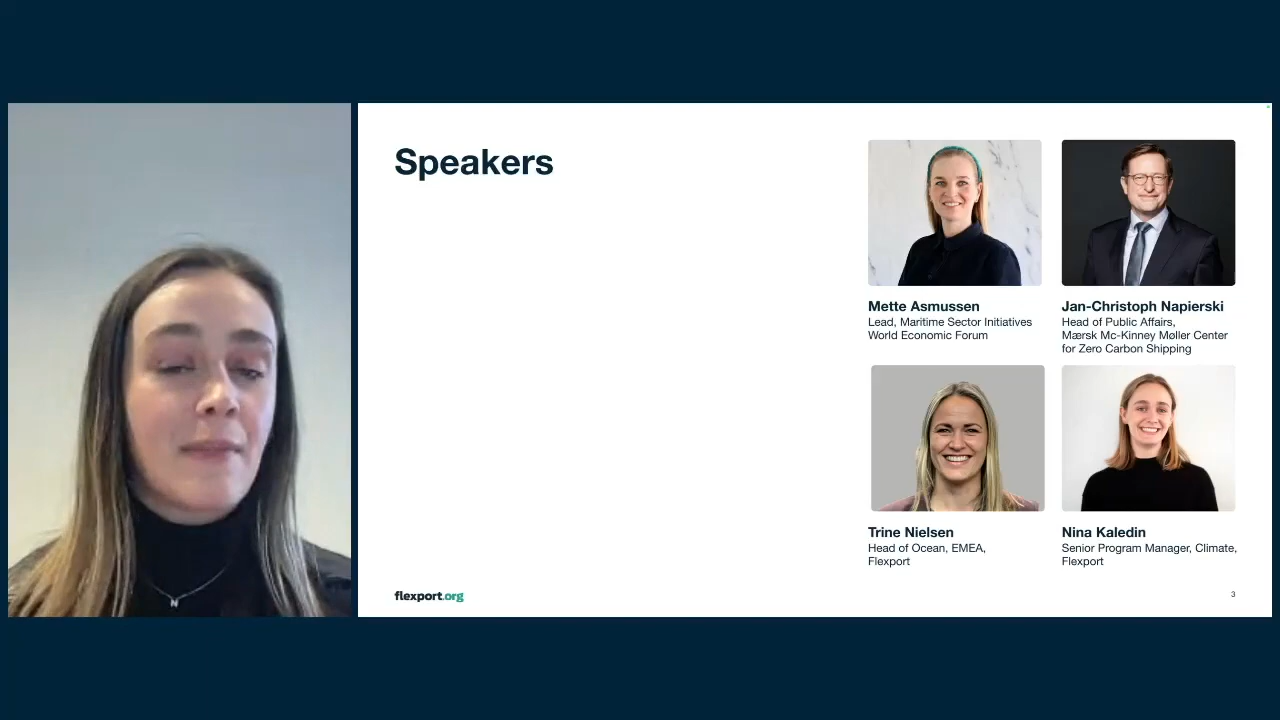 Speakers
Mette Asmussen
Lead, Maritime Sector Initiatives
World Economic Forum
Jan-Christoph Napierski
Head of Public Affairs,
Mærsk Mc-Kinney Møller Center
for Zero Carbon Shipping
Trine Nielsen
Head of Ocean, EMEA,
Flexport
Nina Kaledin
Senior Program Manager, Climate,
Flexport
flexport.org
3
N